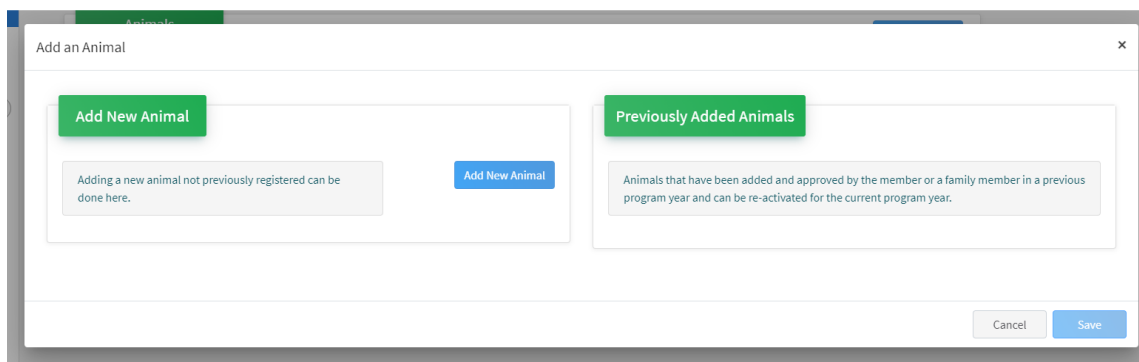 Animals
Add an Animal
×
Add New Animal
Adding a new animal not previously registered can be
done here.
Add New Animal
Previously Added Animals
Animals that have been added and approved by the member or a family member in a previous
program year and can be re-activated for the current program year.
Cancel
Save